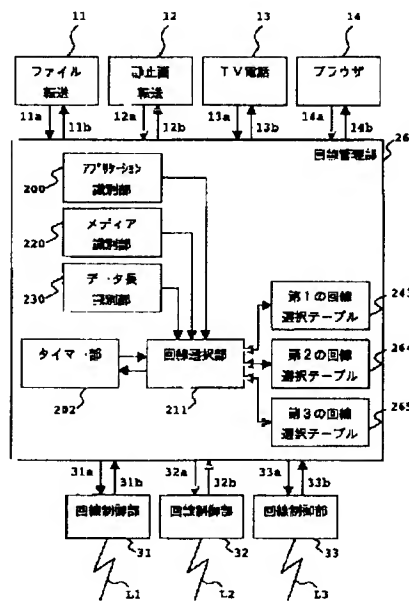 11
12
13
14
ファイル
転送
静止画
転送
TV電話
ブラウザ
11a
11b
12a
12b
13a
13b
14a
14b
26
回線管理部
アプリケーション
識別部
200
メディア
識別部
220
データ長
識別部
230
第1の回線
選択テーブル
243
タイマー部
回線選択部
第2の回線
選択テーブル
264
202
211
第3の回線
選択テーブル
265
31a
31b
32a
32b
33a
33b
回線制御部
回線制御部
回線制御部
31
32
33
L1
L2
L3